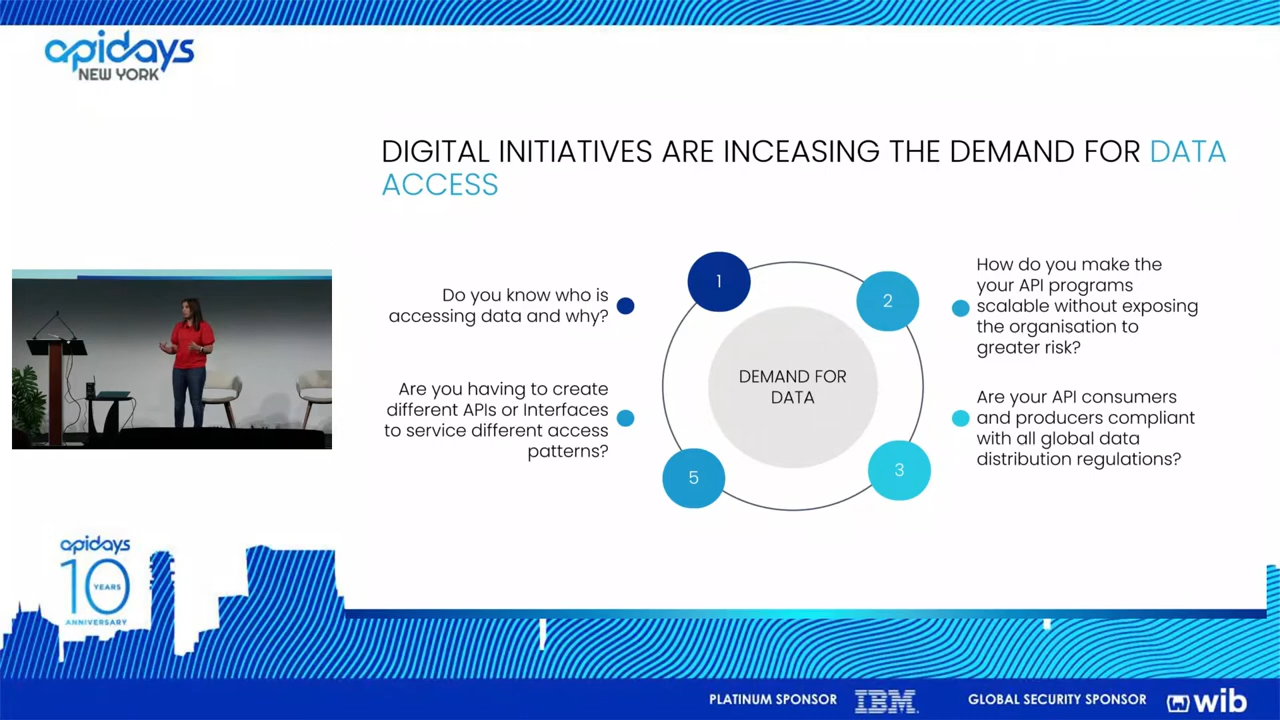 apidays
NEW YORK
DIGITAL INITIATIVES ARE INCEASING THE DEMAND FOR DATA
ACCESS
1
Do you know who is
accessing data and why?
2
How do you make the
your API programs
scalable without exposing
the organisation to
greater risk?
DEMAND FOR
DATA
Are you having to create
different APIs or Interfaces
to service different access
patterns?
5
3
Are your API consumers
and producers compliant
with all global data
distribution regulations?
apidays
10
YEARS
ANNIVERSARY
PLATINUM SPONSOR
IBM
GLOBAL SECURITY SPONSOR
wib